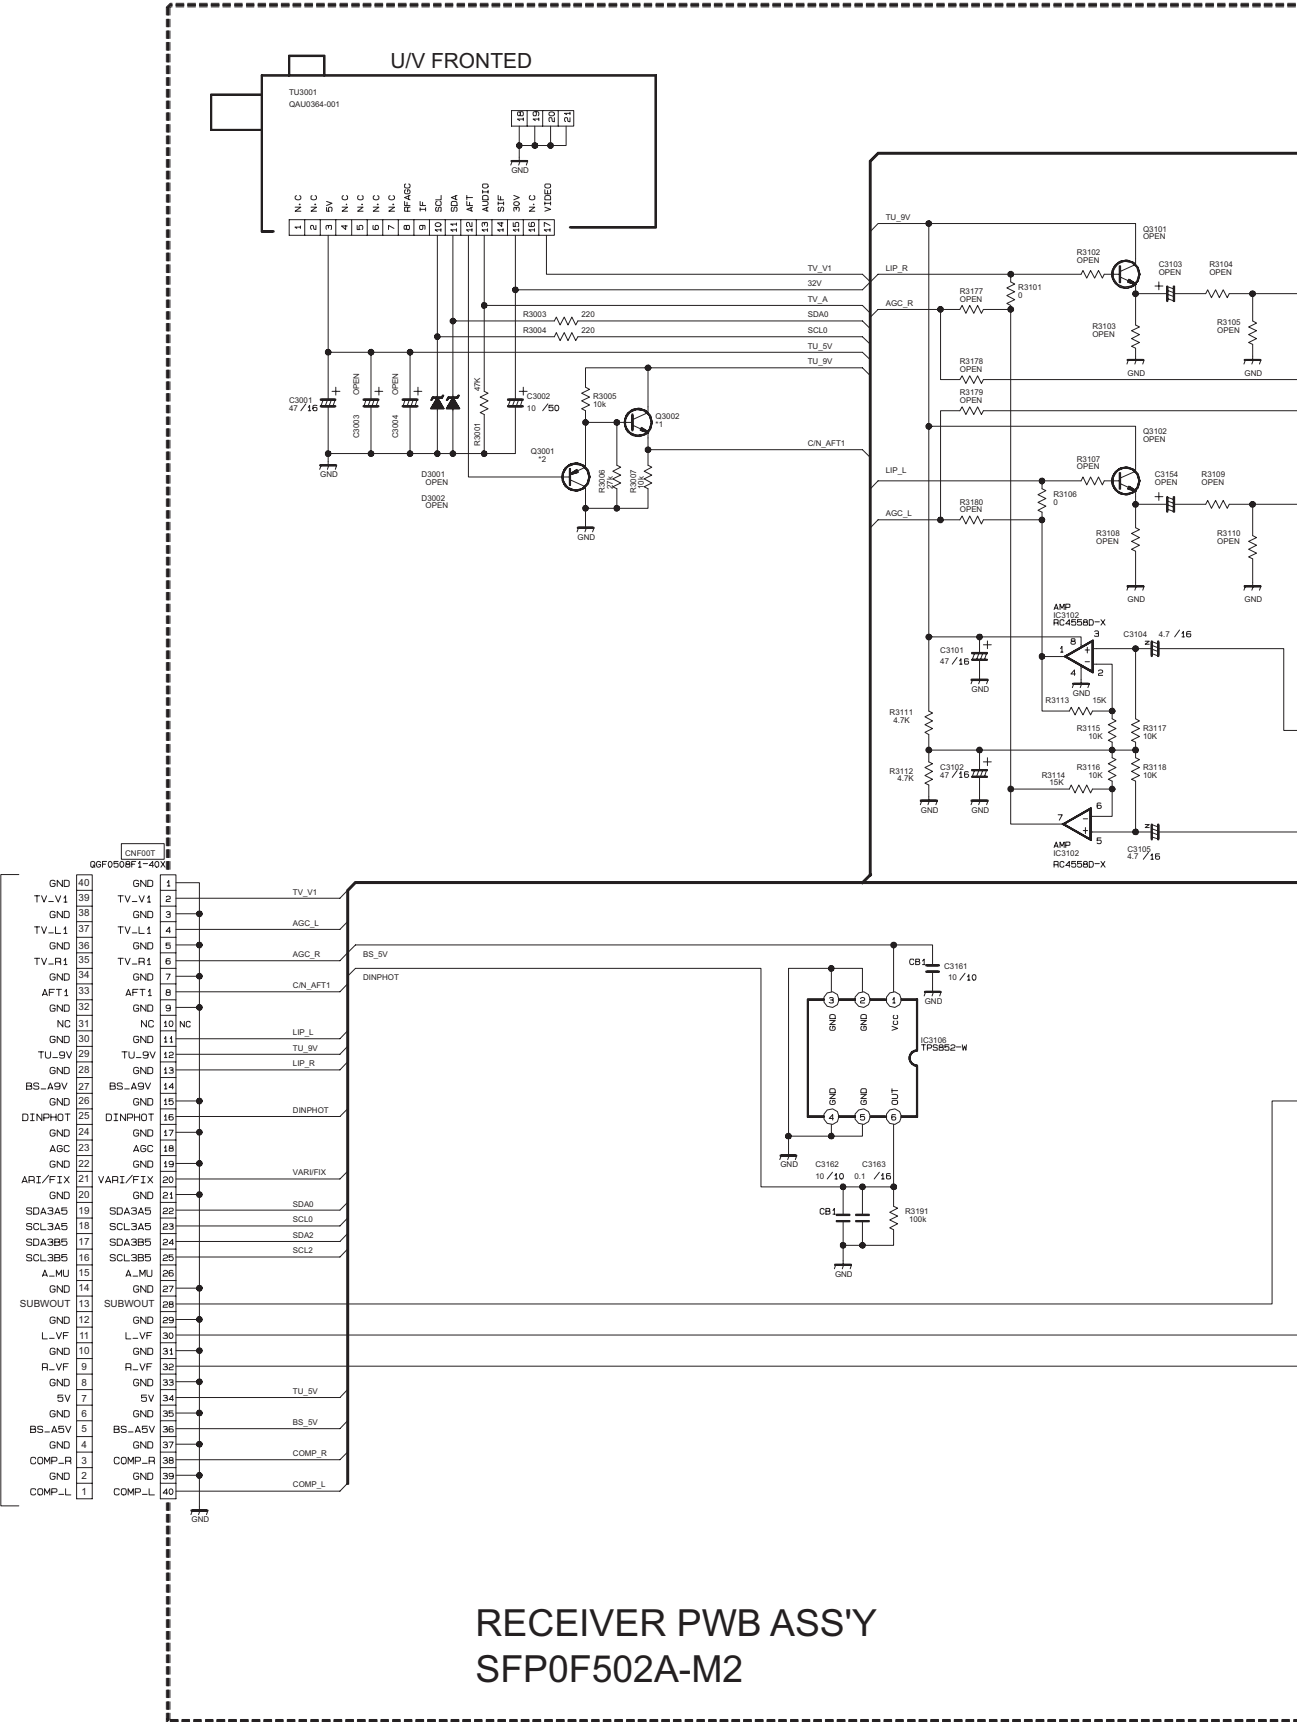 U/V FRONTED
TU3001
QAU0364-001
18 19 20 21
GND
N.C N.C 5V N.C N.C N.C N.C RFAGC IF SCL SDA AFT AUDIO SIF 30V N.C VIDEO
1 2 3 4 5 6 7 8 9 10 11 12 13 14 15 16 17
TV_V1
32V
TV_A
R3003 220 SDA0
R3004 220 SCL0
TU_5V
TU_9V
C3001
47 /16
OPEN
C3003
OPEN
C3004
47K
R3001
C3002
10 /50
R3005
10k
Q3002
*1
Q3001
*2
C/N_AFT1
R3006
27k
R3007
10k
GND
D3001
OPEN
D3002
OPEN
GND
TU_9V
LIP_R
AGC_R
R3177
OPEN
R3101
0
R3102
OPEN
Q3101
OPEN
C3103
OPEN
R3104
OPEN
R3103
OPEN
R3105
OPEN
GND
GND
R3178
OPEN
R3179
OPEN
Q3102
OPEN
LIP_L
AGC_L
R3107
OPEN
R3106
0
R3180
OPEN
C3154
OPEN
R3109
OPEN
R3108
OPEN
R3110
OPEN
GND
GND
AMP
IC3102
RC4558D-X
8 3
1
4 2
C3104 4.7 /16
N
C3101
47 /16
GND
GND
R3113 15K
R3111
4.7K
R3115
10K
R3117
10K
R3112
4.7K
C3102
47 /16
R3116
10K
R3118
10K
R3114
15K
GND
GND
7 6
5
N
AMP
IC3102
RC4558D-X
C3105
4.7 /16
CNF00T
QGF0508F1-40X
GND 40 GND 1
TV_V1 39 TV_V1 2 TV_V1
GND 38 GND 3
TV_L1 37 TV_L1 4 AGC_L
GND 36 GND 5
TV_R1 35 TV_R1 6 AGC_R
GND 34 GND 7
AFT1 33 AFT1 8 C/N_AFT1
GND 32 GND 9
NC 31 NC 10 NC
GND 30 GND 11 LIP_L
TU_9V 29 TU_9V 12 TU_9V
GND 28 GND 13 LIP_R
BS_A9V 27 BS_A9V 14
GND 26 GND 15
DINPHOT 25 DINPHOT 16 DINPHOT
GND 24 GND 17
AGC 23 AGC 18
GND 22 GND 19
ARI/FIX 21 VARI/FIX 20 VARI/FIX
GND 20 GND 21
SDA3A5 19 SDA3A5 22 SDA0
SCL3A5 18 SCL3A5 23 SCL0
SDA3B5 17 SDA3B5 24 SDA2
SCL3B5 16 SCL3B5 25 SCL2
A_MU 15 A_MU 26
GND 14 GND 27
SUBWOUT 13 SUBWOUT 28
GND 12 GND 29
L_VF 11 L_VF 30
GND 10 GND 31
R_VF 9 R_VF 32
GND 8 GND 33
5V 7 5V 34 TU_5V
GND 6 GND 35
BS_A5V 5 BS_A5V 36 BS_5V
GND 4 GND 37
COMP_R 3 COMP_R 38 COMP_R
GND 2 GND 39
COMP_L 1 COMP_L 40 COMP_L
GND
BS_5V
DINPHOT
CB1
C3161
10 /10
GND
3 2 1
GND GND Vcc
IC3106
TPS852-W
GND GND OUT
4 5 6
GND
C3162
10 /10
C3163
0.1 /16
CB1
R3191
100k
GND
RECEIVER PWB ASS'Y
SFP0F502A-M2